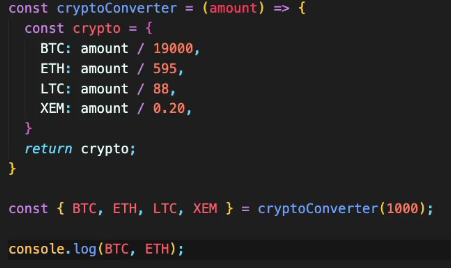 const cryptoConverter = (amount) => {
  const crypto = {
    BTC: amount / 19000,
    ETH: amount / 595,
    LTC: amount / 88,
    XEM: amount / 0.20,
  }
  return crypto;
}
const { BTC, ETH, LTC, XEM } = cryptoConverter(1000);
console.log(BTC, ETH);